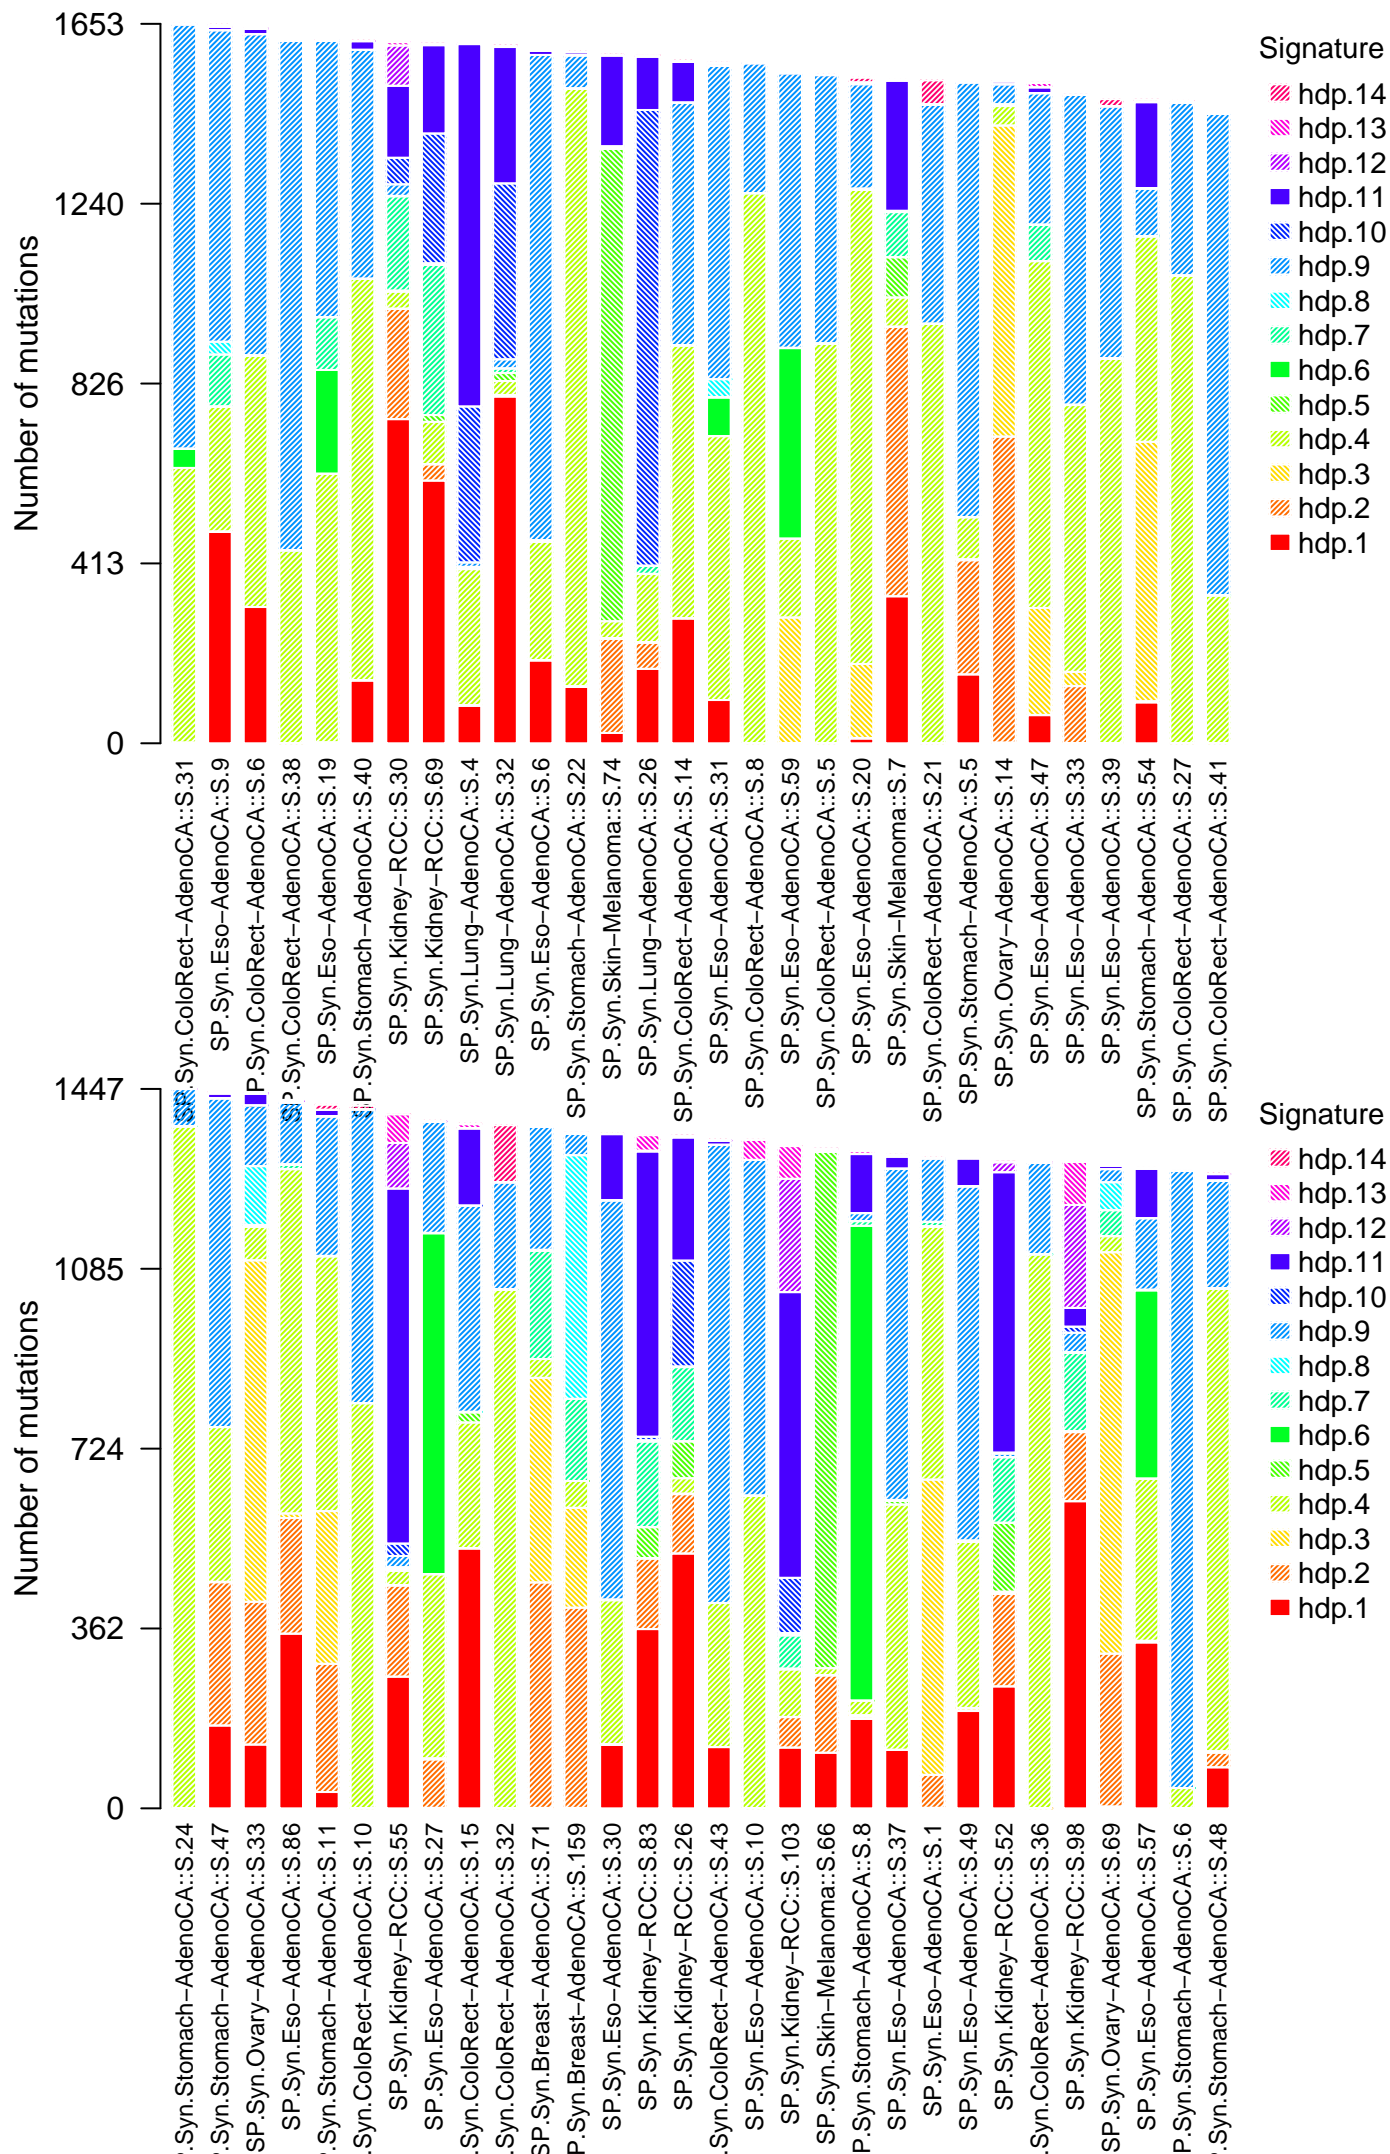 1653
1240
826
413
0
Number of mutations
Signature
hdp.14
hdp.13
hdp.12
hdp.11
hdp.10
hdp.9
hdp.8
hdp.7
hdp.6
hdp.5
hdp.4
hdp.3
hdp.2
hdp.1
SP.Syn.ColoRect−AdenoCA::S.31
SP.Syn.Eso−AdenoCA::S.9
SP.Syn.ColoRect−AdenoCA::S.6
SP.Syn.ColoRect−AdenoCA::S.38
SP.Syn.Eso−AdenoCA::S.19
SP.Syn.Stomach−AdenoCA::S.40
SP.Syn.Kidney−RCC::S.30
SP.Syn.Kidney−RCC::S.69
SP.Syn.Lung−AdenoCA::S.4
SP.Syn.Lung−AdenoCA::S.32
SP.Syn.Eso−AdenoCA::S.6
SP.Syn.Stomach−AdenoCA::S.22
SP.Syn.Skin−Melanoma::S.74
SP.Syn.Lung−AdenoCA::S.26
SP.Syn.ColoRect−AdenoCA::S.14
SP.Syn.Eso−AdenoCA::S.31
SP.Syn.ColoRect−AdenoCA::S.8
SP.Syn.Eso−AdenoCA::S.59
SP.Syn.ColoRect−AdenoCA::S.5
SP.Syn.Eso−AdenoCA::S.20
SP.Syn.Skin−Melanoma::S.7
SP.Syn.ColoRect−AdenoCA::S.21
SP.Syn.Stomach−AdenoCA::S.5
SP.Syn.Ovary−AdenoCA::S.14
SP.Syn.Eso−AdenoCA::S.47
SP.Syn.Eso−AdenoCA::S.33
SP.Syn.Eso−AdenoCA::S.39
SP.Syn.Stomach−AdenoCA::S.54
SP.Syn.ColoRect−AdenoCA::S.27
SP.Syn.ColoRect−AdenoCA::S.41
1447
1085
724
362
0
Number of mutations
Signature
hdp.14
hdp.13
hdp.12
hdp.11
hdp.10
hdp.9
hdp.8
hdp.7
hdp.6
hdp.5
hdp.4
hdp.3
hdp.2
hdp.1
P.Syn.Stomach−AdenoCA::S.24
SP.Syn.Stomach−AdenoCA::S.47
SP.Syn.Ovary−AdenoCA::S.33
SP.Syn.Eso−AdenoCA::S.86
SP.Syn.Stomach−AdenoCA::S.11
.Syn.ColoRect−AdenoCA::S.10
SP.Syn.Kidney−RCC::S.55
SP.Syn.Eso−AdenoCA::S.27
SP.Syn.ColoRect−AdenoCA::S.15
.Syn.ColoRect−AdenoCA::S.32
SP.Syn.Breast−AdenoCA::S.71
P.Syn.Breast−AdenoCA::S.159
SP.Syn.Eso−AdenoCA::S.30
SP.Syn.Kidney−RCC::S.83
SP.Syn.Kidney−RCC::S.26
.Syn.ColoRect−AdenoCA::S.43
SP.Syn.Eso−AdenoCA::S.10
SP.Syn.Kidney−RCC::S.103
SP.Syn.Skin−Melanoma::S.66
SP.Syn.Stomach−AdenoCA::S.8
SP.Syn.Eso−AdenoCA::S.37
SP.Syn.Eso−AdenoCA::S.1
SP.Syn.Eso−AdenoCA::S.49
SP.Syn.Kidney−RCC::S.52
.Syn.ColoRect−AdenoCA::S.36
SP.Syn.Kidney−RCC::S.98
SP.Syn.Ovary−AdenoCA::S.69
SP.Syn.Eso−AdenoCA::S.57
P.Syn.Stomach−AdenoCA::S.6
.Syn.Stomach−AdenoCA::S.48